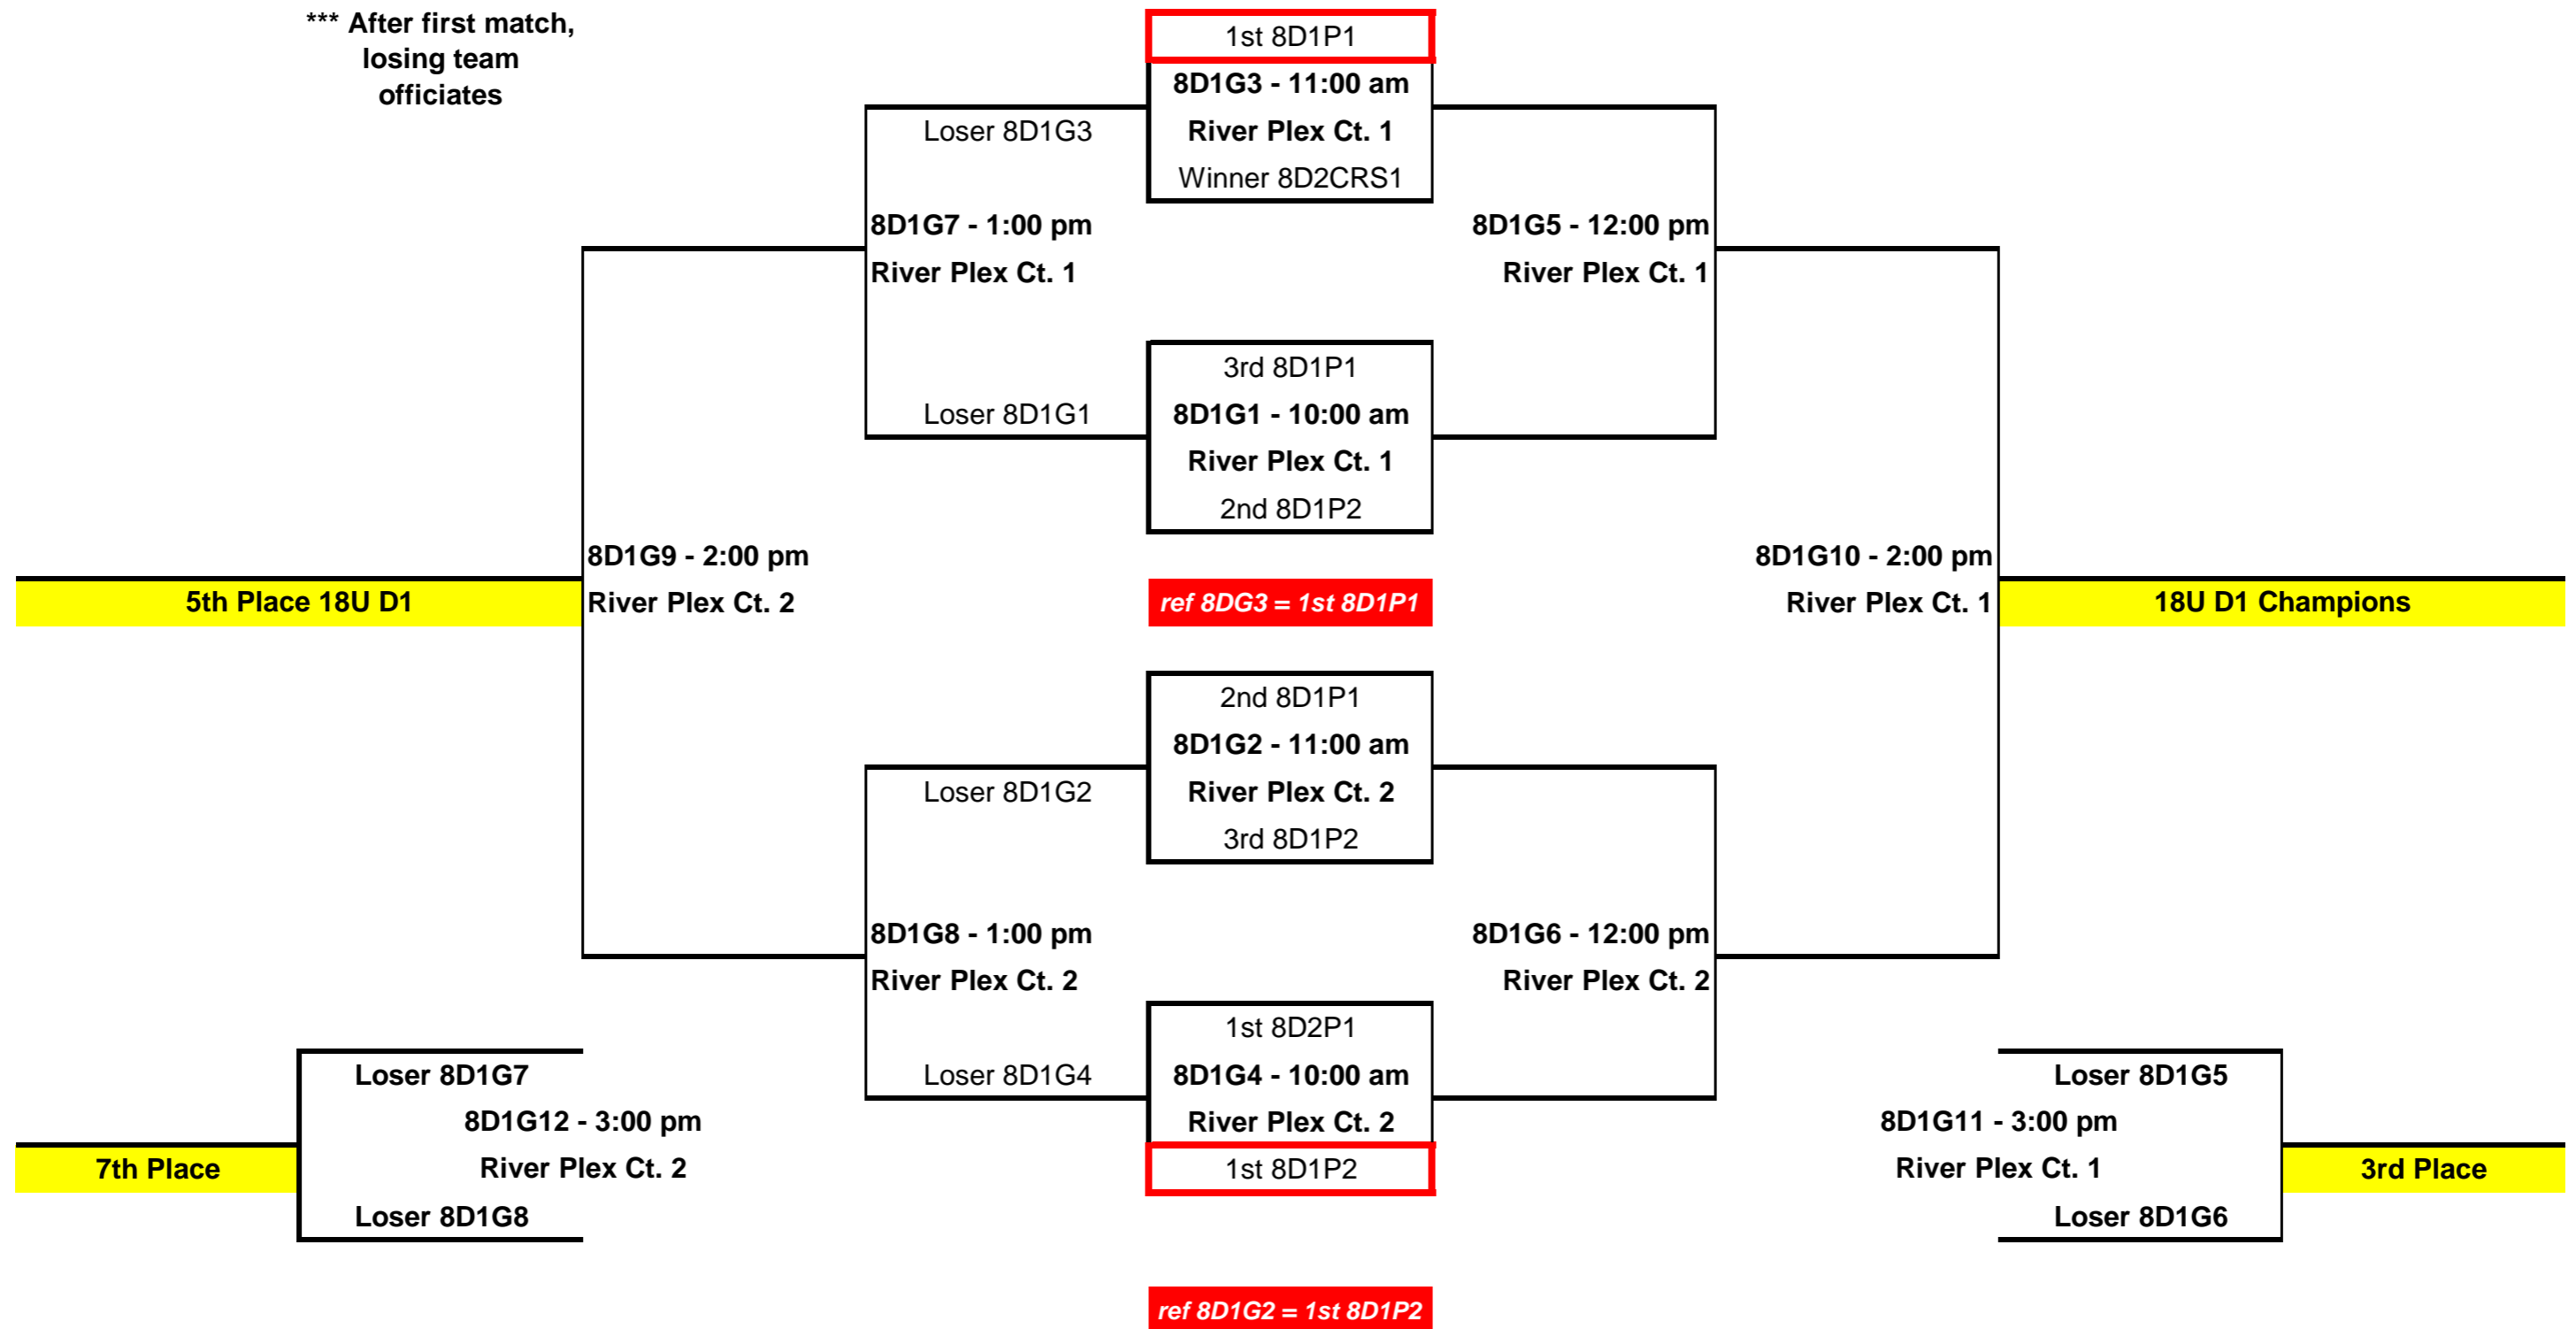 *** After first match,
losing team
officiates
1st 8D1P1
8D1G3 - 11:00 am
Loser 8D1G3
River Plex Ct. 1
Winner 8D2CRS1
8D1G7 - 1:00 pm
8D1G5 - 12:00 pm
River Plex Ct. 1
River Plex Ct. 1
3rd 8D1P1
Loser 8D1G1
8D1G1 - 10:00 am
River Plex Ct. 1
2nd 8D1P2
8D1G9 - 2:00 pm
8D1G10 - 2:00 pm
5th Place 18U D1
River Plex Ct. 2
ref 8DG3 = 1st 8D1P1
River Plex Ct. 1
18U D1 Champions
2nd 8D1P1
8D1G2 - 11:00 am
Loser 8D1G2
River Plex Ct. 2
3rd 8D1P2
8D1G8 - 1:00 pm
8D1G6 - 12:00 pm
River Plex Ct. 2
River Plex Ct. 2
1st 8D2P1
Loser 8D1G7
Loser 8D1G4
8D1G4 - 10:00 am
Loser 8D1G5
8D1G12 - 3:00 pm
River Plex Ct. 2
8D1G11 - 3:00 pm
7th Place
River Plex Ct. 2
1st 8D1P2
River Plex Ct. 1
3rd Place
Loser 8D1G8
Loser 8D1G6
ref 8D1G2 = 1st 8D1P2